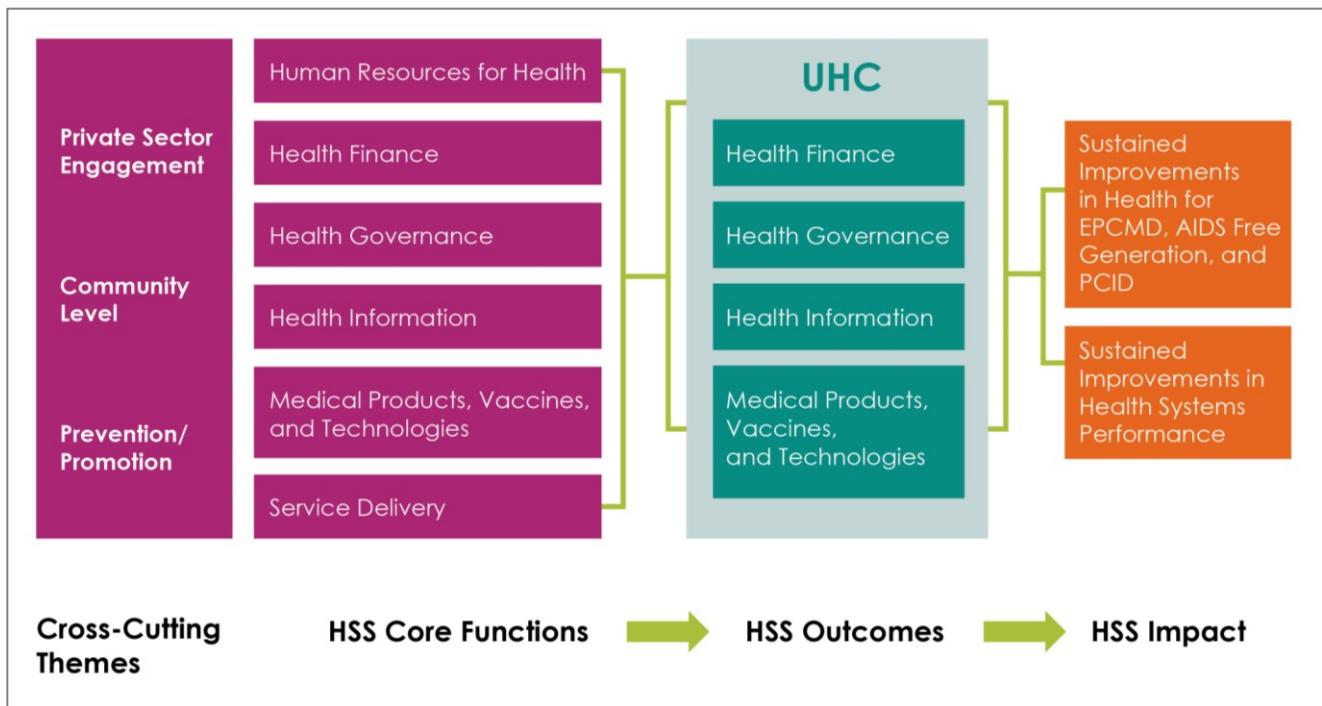 Private Sector
Engagement
Community
Level
Prevention/
Promotion
Human Resources for Health
Health Finance
Health Governance
Health Information
Medical Products, Vaccines,
and Technologies
Service Delivery
UHC
Health Finance
Health Governance
Health Information
Medical Products,
Vaccines,
and Technologies
Sustained
Improvements
in Health for
EPCMD, AIDS Free
Generation, and
PCID
Sustained
Improvements in
Health Systems
Performance
Cross-Cutting
Themes
HSS Core Functions
HSS Outcomes
HSS Impact